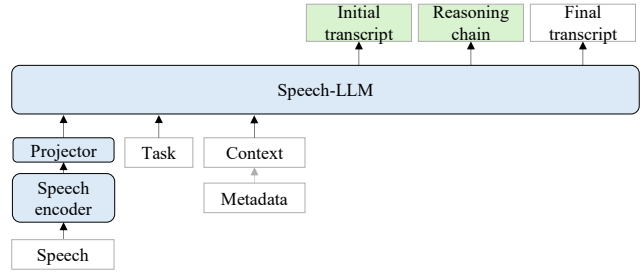 Initial
transcript
Reasoning
chain
Final
transcript
Speech-LLM
Projector
Task
Context
Speech
encoder
Metadata
Speech